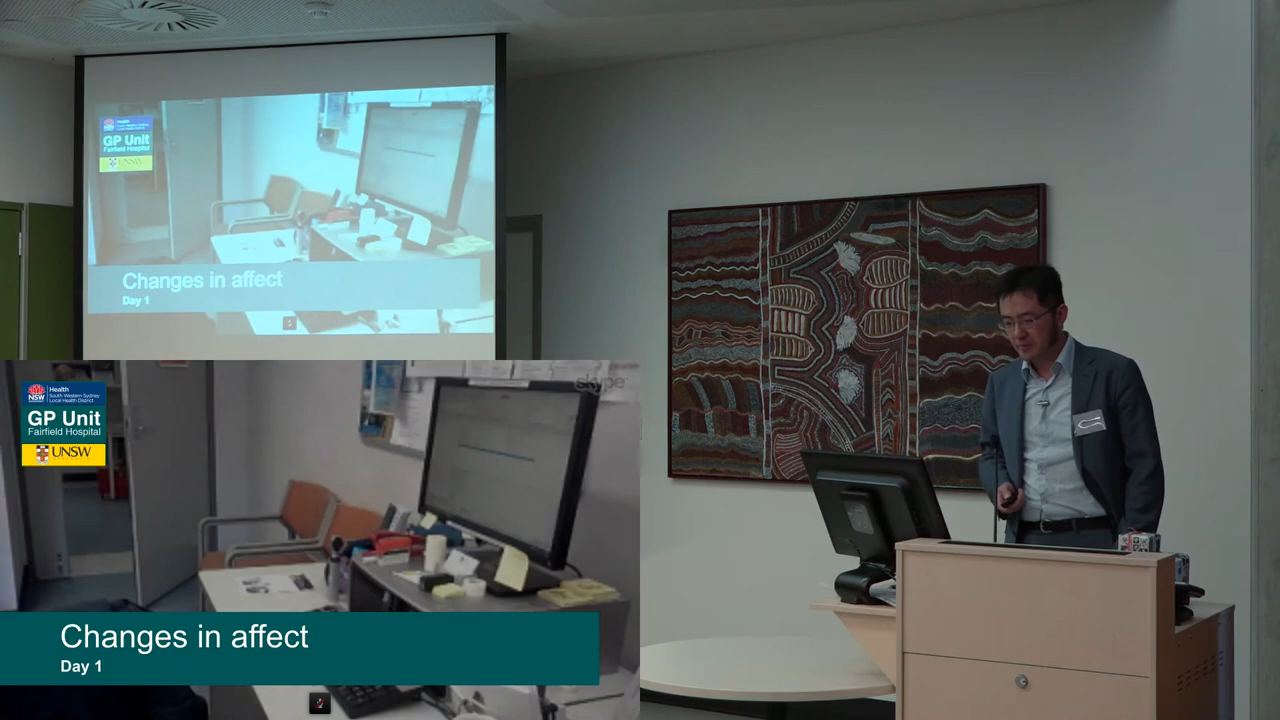 Health
GP Unit
Fairfield Hospital
UNSW
Changes in affect
Day 1
skype
Health
NSW
South Western Sydney
Local Health District
GP Unit
Fairfield Hospital
UNSW
Changes in affect
Day 1